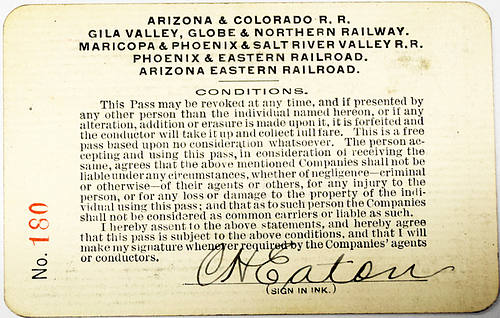 ARIZONA & COLORADO R. R.
GILA VALLEY, GLOBE & NORTHERN RAILWAY.
MARICOPA & PHOENIX & SALT RIVER VALLEY R.R.
PHOENIX & EASTERN RAILROAD.
ARIZONA EASTERN RAILROAD.
CONDITIONS.
This Pass may be revoked at any time, and if presented by
any other person than the individual named hereon, or if any
alteration, addition or erasure is made upon it, it is forfeited and
the conductor will take it up and collect full fare. This is a free
pass based upon no consideration whatsoever. The person ac-
cepting and using this pass, in consideration of receiving the
same, agrees that the above mentioned Companies shall not be
liable under any circumstances, whether of negligence—criminal
or otherwise—of their agents or others, for any injury to the
person, or for any loss or damage to the property of the indi-
vidual using this pass; and that as to such person the Companies
shall not be considered as common carriers or liable as such.
I hereby assent to the above statements, and hereby agree
that this pass is subject to the above conditions, and that I will
make my signature whenever required by the Companies' agents
or conductors.
C H Eaton
(SIGN IN INK.)
No. 180